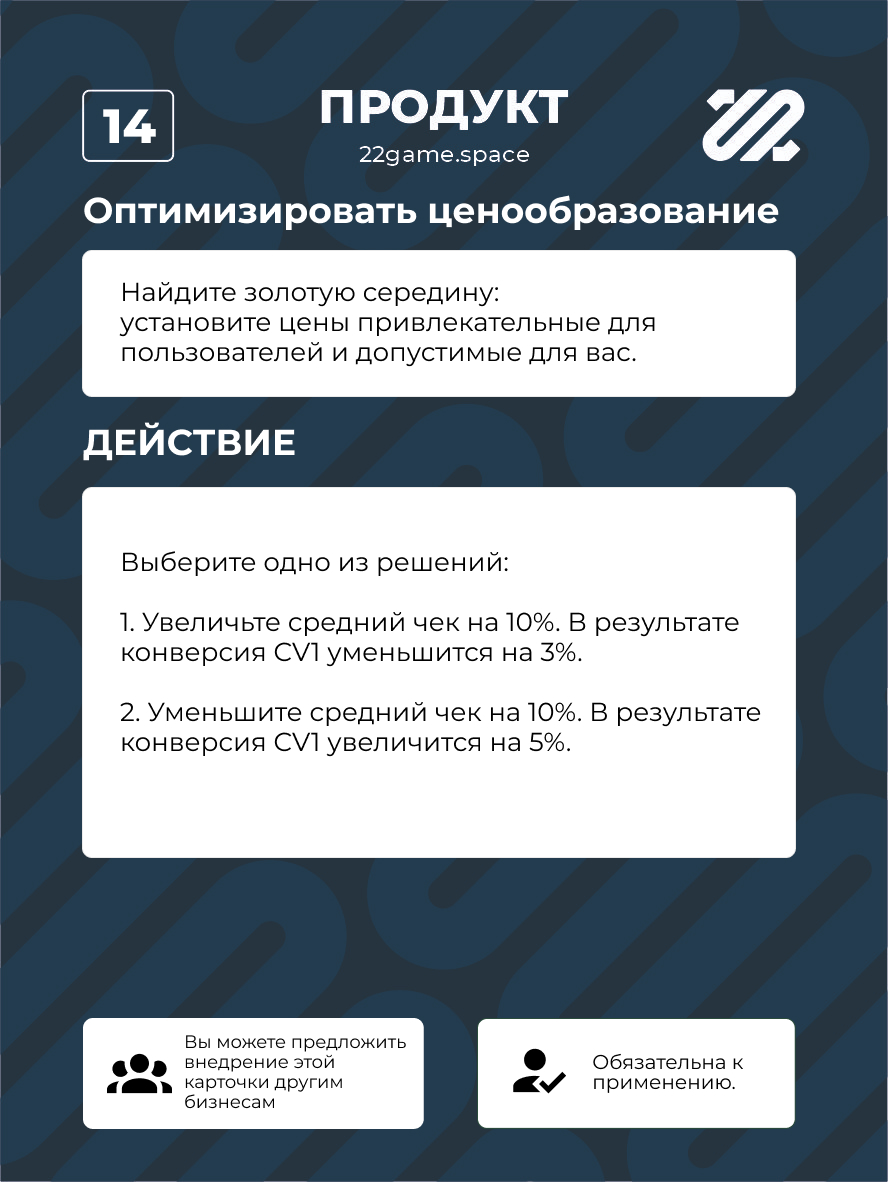 14
ПРОДУКТ
22game.space
Оптимизировать ценообразование
Найдите золотую середину:
установите цены привлекательные для
пользователей и допустимые для вас.
ДЕЙСТВИЕ
Выберите одно из решений:
1. Увеличьте средний чек на 10%. В результате
конверсия CV1 уменьшится на 3%.
2. Уменьшите средний чек на 10%. В результате
конверсия CV1 увеличится на 5%.
Вы можете предложить
внедрение этой
карточки другим
бизнесам
Обязательна к
применению.